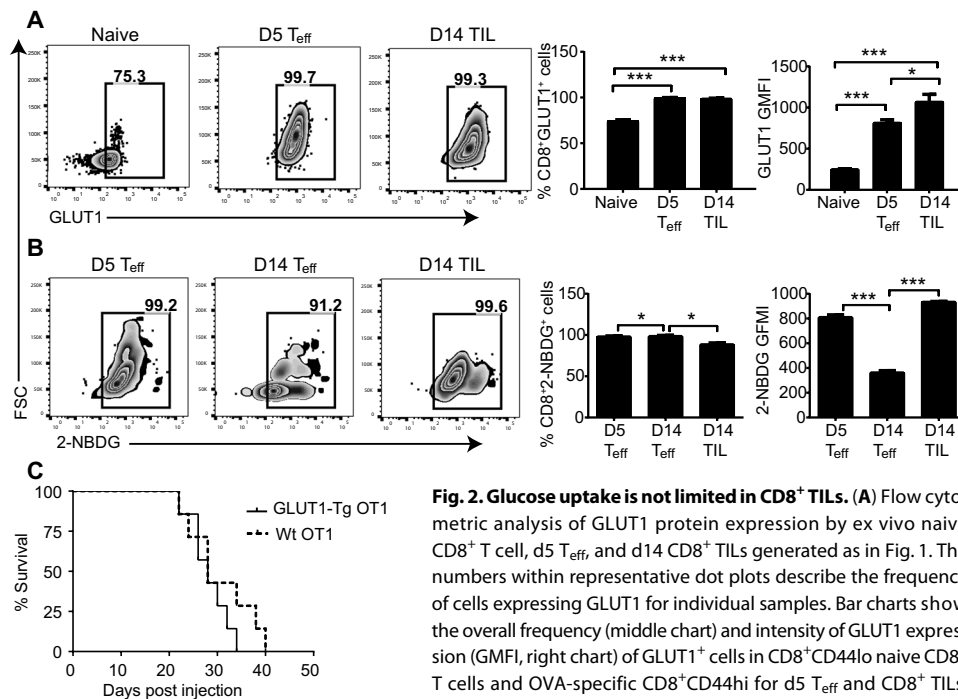 A
Naive
D5 Teff
D14 TIL
75.3
99.7
99.3
250K
200K
150K
100K
50K
0
GLUT1
% CD8+GLUT1+ cells
150
100
50
0
Naive
D5 Teff
D14 TIL
***
***
GLUT1 GMFI
1500
1000
500
0
Naive
D5 Teff
D14 TIL
***
***
*
B
D5 Teff
D14 Teff
D14 TIL
99.2
91.2
99.6
FSC
2-NBDG
% CD8+2-NBDG+ cells
150
100
50
0
D5 Teff
D14 Teff
D14 TIL
*
*
2-NBDG GFMI
1000
800
600
400
200
0
D5 Teff
D14 Teff
D14 TIL
***
***
C
% Survival
100
75
50
25
0
0 10 20 30 40 50
Days post injection
GLUT1-Tg OT1
Wt OT1
Fig. 2. Glucose uptake is not limited in CD8+ TILs. (A) Flow cyto
metric analysis of GLUT1 protein expression by ex vivo naiv
CD8+ T cell, d5 Teff, and d14 CD8+ TILs generated as in Fig. 1. Th
numbers within representative dot plots describe the frequenc
of cells expressing GLUT1 for individual samples. Bar charts show
the overall frequency (middle chart) and intensity of GLUT1 expres
sion (GMFI, right chart) of GLUT1+ cells in CD8+CD44lo naive CD8
T cells and OVA-specific CD8+CD44hi for d5 Teff and CD8+ TILs